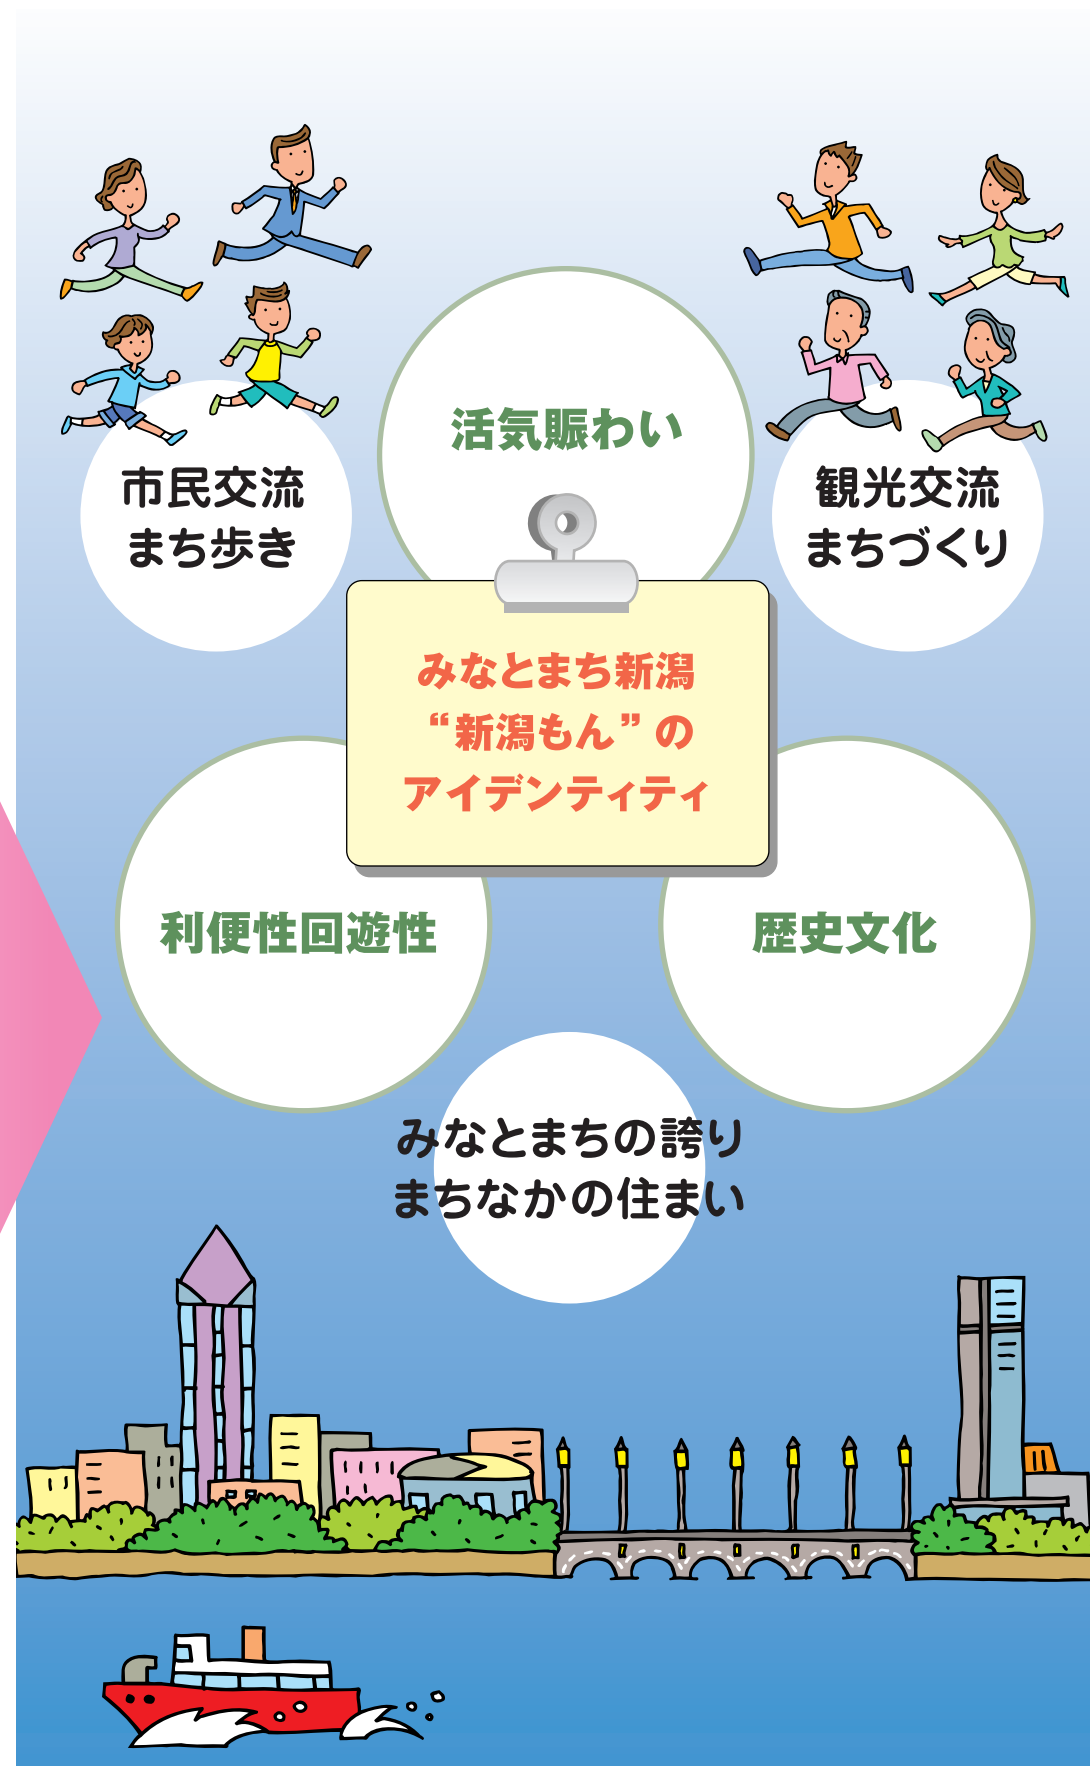 活気賑わい
市民交流
まち歩き
観光交流
まちづくり
みなとまち新潟
“新潟もん”の
アイデンティティ
利便性回遊性
歴史文化
みなとまちの誇り
まちなかの住まい